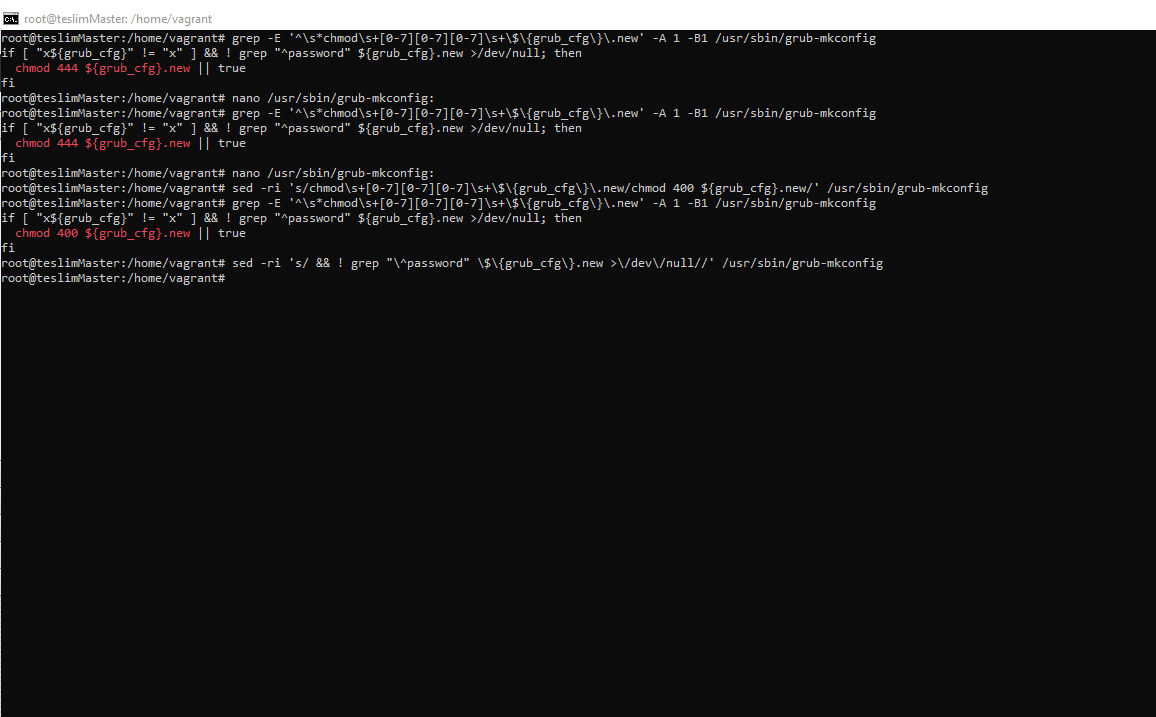 root@teslimMaster: /home/vagrant
root@teslimMaster:/home/vagrant# grep -E '^\s*chmod\s+[0-7][0-7][0-7]\s+\$\{grub_cfg\}\.new' -A 1 -B1 /usr/sbin/grub-mkconfig
if [ "x${grub_cfg}" != "x" ] && ! grep "^password" ${grub_cfg}.new >/dev/null; then
  chmod 444 ${grub_cfg}.new || true
fi
root@teslimMaster:/home/vagrant# nano /usr/sbin/grub-mkconfig:
root@teslimMaster:/home/vagrant# grep -E '^\s*chmod\s+[0-7][0-7][0-7]\s+\$\{grub_cfg\}\.new' -A 1 -B1 /usr/sbin/grub-mkconfig
if [ "x${grub_cfg}" != "x" ] && ! grep "^password" ${grub_cfg}.new >/dev/null; then
  chmod 444 ${grub_cfg}.new || true
fi
root@teslimMaster:/home/vagrant# nano /usr/sbin/grub-mkconfig:
root@teslimMaster:/home/vagrant# sed -ri 's/chmod\s+[0-7][0-7][0-7]\s+\$\{grub_cfg\}\.new/chmod 400 ${grub_cfg}.new/' /usr/sbin/grub-mkconfig
root@teslimMaster:/home/vagrant# grep -E '^\s*chmod\s+[0-7][0-7][0-7]\s+\$\{grub_cfg\}\.new' -A 1 -B1 /usr/sbin/grub-mkconfig
if [ "x${grub_cfg}" != "x" ] && ! grep "^password" ${grub_cfg}.new >/dev/null; then
  chmod 400 ${grub_cfg}.new || true
fi
root@teslimMaster:/home/vagrant# sed -ri 's/ && ! grep "\^password" \$\{grub_cfg\}.new >\/dev\/null//' /usr/sbin/grub-mkconfig
root@teslimMaster:/home/vagrant#